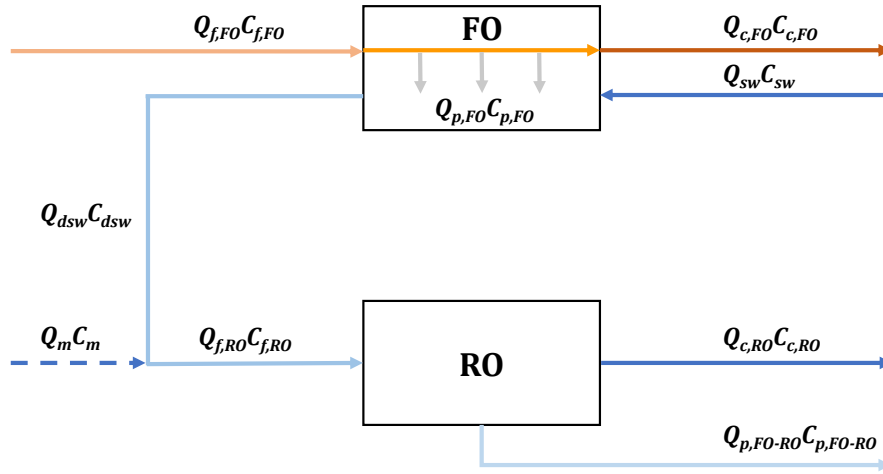 Q_{f,FO}C_{f,FO}
FO
Q_{c,FO}C_{c,FO}
Q_{sw}C_{sw}
Q_{p,FO}C_{p,FO}
Q_{dsw}C_{dsw}
Q_{m}C_{m}
Q_{f,RO}C_{f,RO}
RO
Q_{c,RO}C_{c,RO}
Q_{p,FO-RO}C_{p,FO-RO}